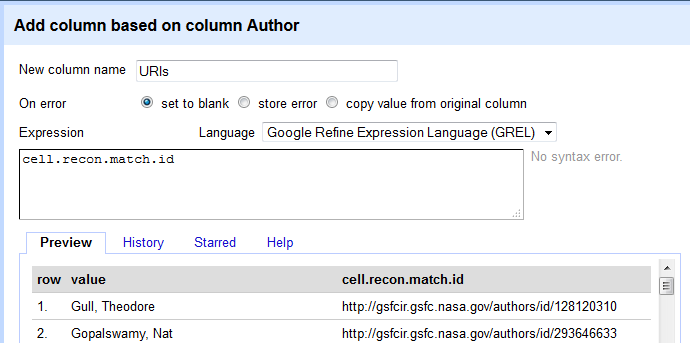 Add column based on column Author
New column name URIs
On error set to blank store error copy value from original column
Expression Language Google Refine Expression Language (GREL)
cell.recon.match.id No syntax error.
Preview History Starred Help
row value cell.recon.match.id
1. Gull, Theodore http://gsfcir.gsfc.nasa.gov/authors/id/128120310
2. Gopalswamy, Nat http://gsfcir.gsfc.nasa.gov/authors/id/293646633